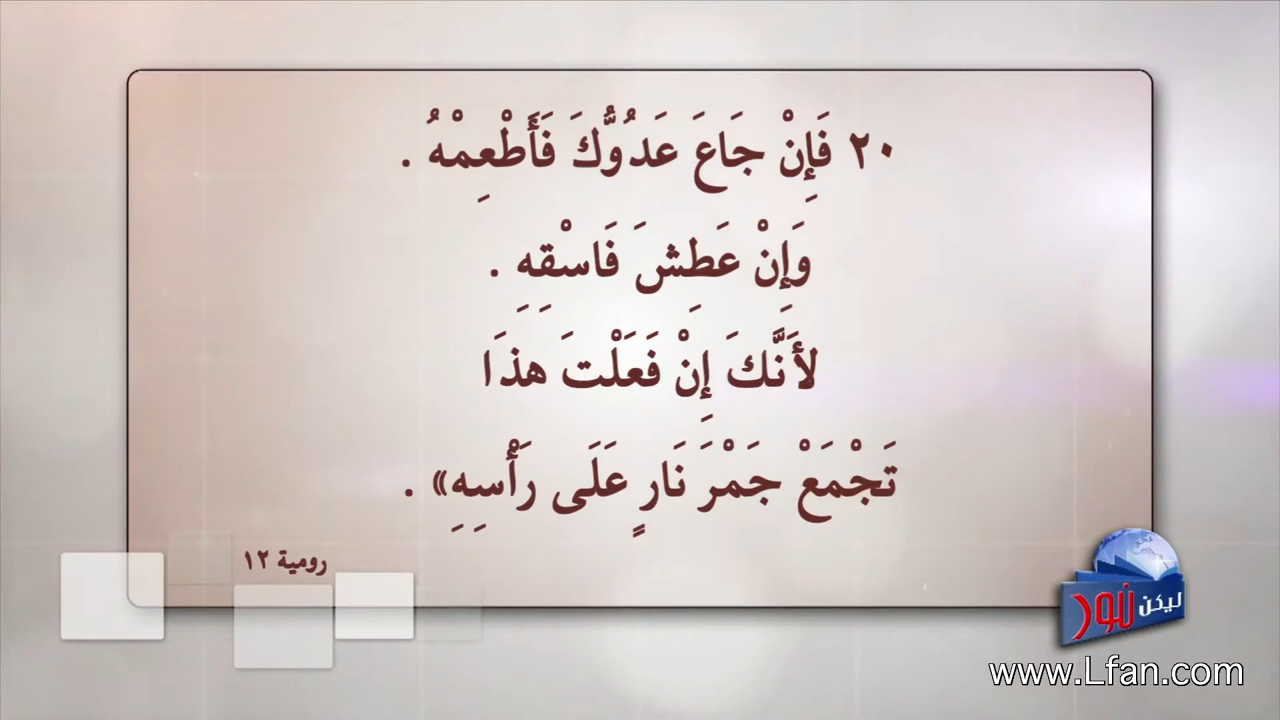 ٢٠ فَإِنْ جَاعَ عَدُوُّكَ فَأَطْعِمْهُ .
وَإِنْ عَطِشَ فَاسْقِهِ .
لأَنَّكَ إِنْ فَعَلْتَ هذَا
تَجْمَعْ جَمْرَ نَارٍ عَلَى رَأْسِهِ» .
رومية ١٢
ليكن نور
www.Lfan.com